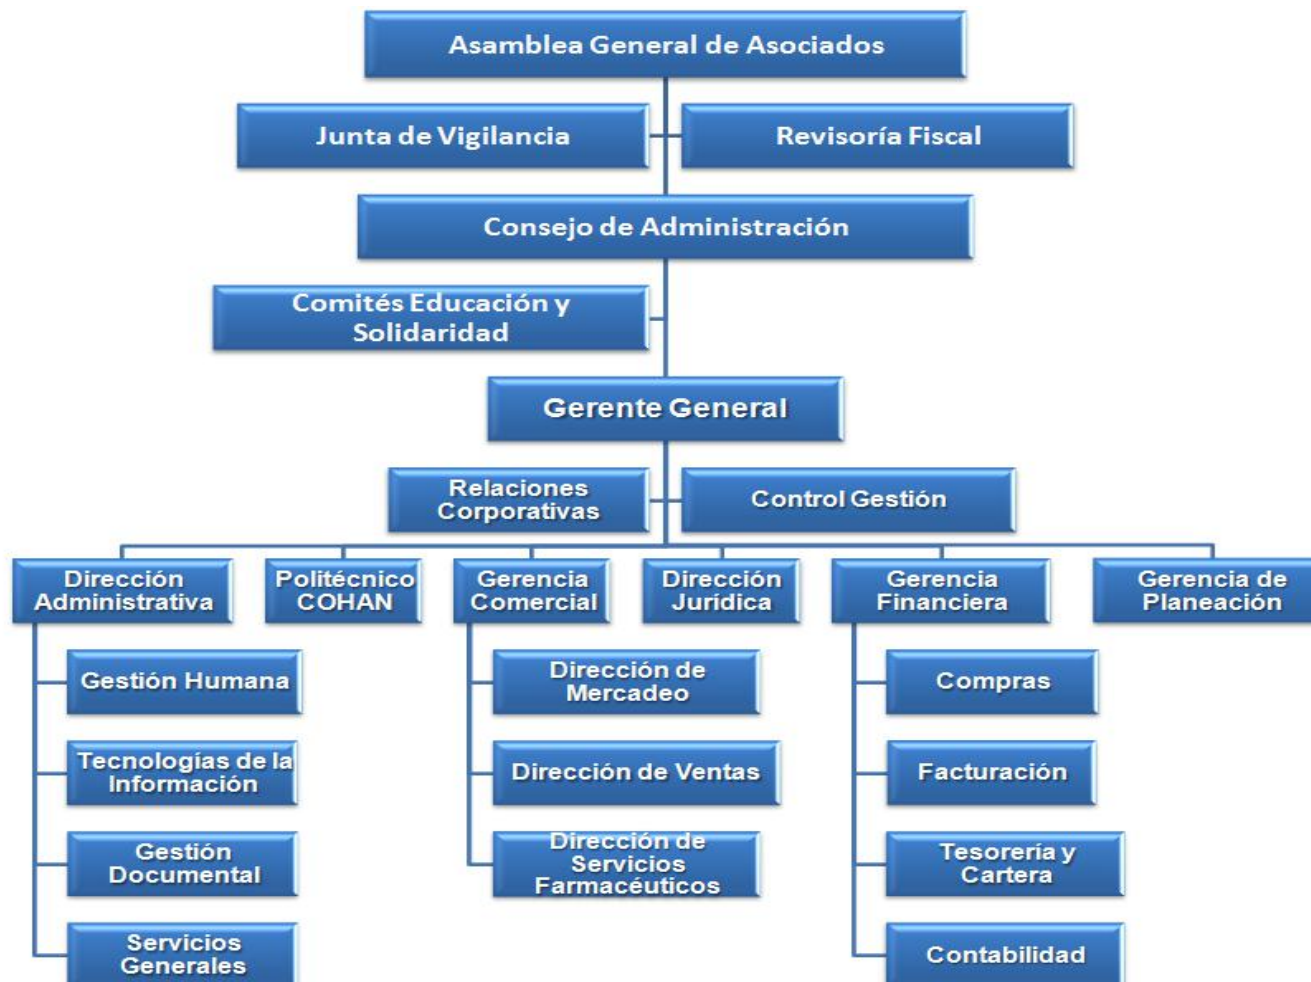 Asamblea General de Asociados
Junta de Vigilancia
Revisoría Fiscal
Consejo de Administración
Comités Educación y
Solidaridad
Gerente General
Relaciones
Corporativas
Control Gestión
Dirección
Administrativa
Politécnico
COHAN
Gerencia
Comercial
Dirección
Jurídica
Gerencia
Financiera
Gerencia de
Planeación
Gestión Humana
Tecnologías de la
Información
Gestión
Documental
Servicios
Generales
Dirección de
Mercadeo
Dirección de Ventas
Dirección de
Servicios
Farmacéuticos
Compras
Facturación
Tesorería y
Cartera
Contabilidad